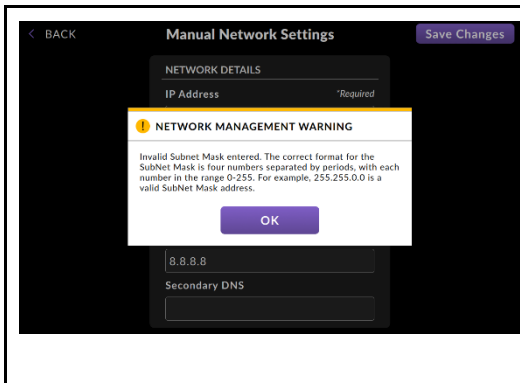 BACK
Manual Network Settings
Save Changes
NETWORK DETAILS
IP Address
*Required
! NETWORK MANAGEMENT WARNING
Invalid Subnet Mask entered. The correct format for the
SubNet Mask is four numbers separated by periods, with each
number in the range 0-255. For example, 255.255.0.0 is a
valid SubNet Mask address.
OK
8.8.8.8
Secondary DNS